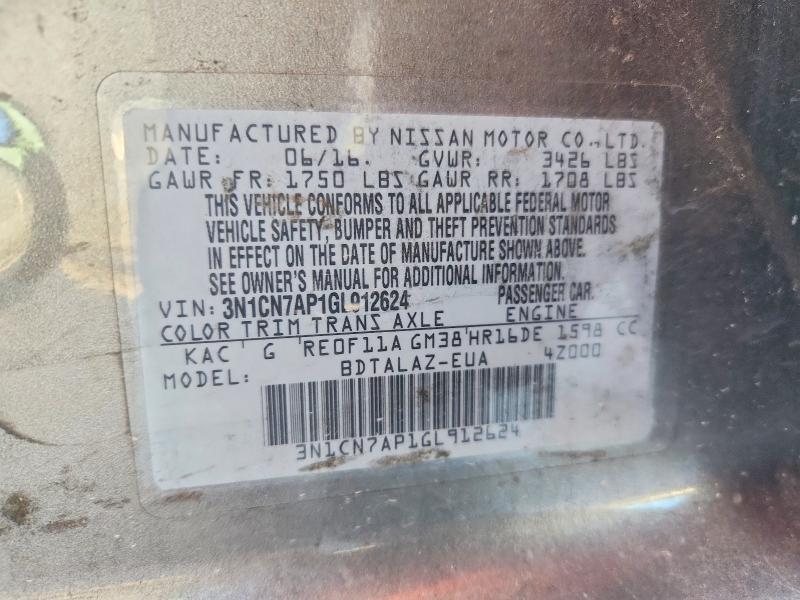 MANUFACTURED BY NISSAN MOTOR CO., LTD.
DATE: 06/16. GVWR: 3426 LBS
GAWR FR: 1750 LBS GAWR RR: 1708 LBS
THIS VEHICLE CONFORMS TO ALL APPLICABLE FEDERAL MOTOR
VEHICLE SAFETY, BUMPER AND THEFT PREVENTION STANDARDS
IN EFFECT ON THE DATE OF MANUFACTURE SHOWN ABOVE.
SEE OWNER'S MANUAL FOR ADDITIONAL INFORMATION.
VIN: 3N1CN7AP1GL912624 PASSENGER CAR.
COLOR TRIM TRANS AXLE ENGINE
KAC' G 'RE0F11A GM38'HR16DE 1598 CC
MODEL: BDTALAZ-EUA 4Z000
3N1CN7AP1GL912624